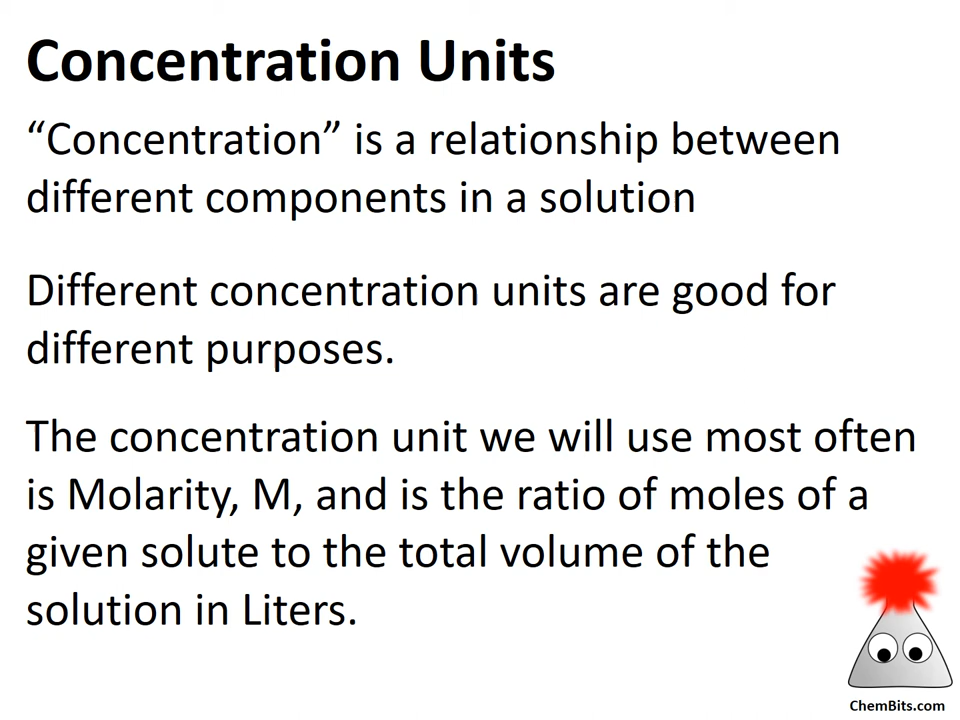 Concentration Units
“Concentration” is a relationship between
different components in a solution
Different concentration units are good for
different purposes.
The concentration unit we will use most often
is Molarity, M, and is the ratio of moles of a
given solute to the total volume of the
solution in Liters.
ChemBits.com